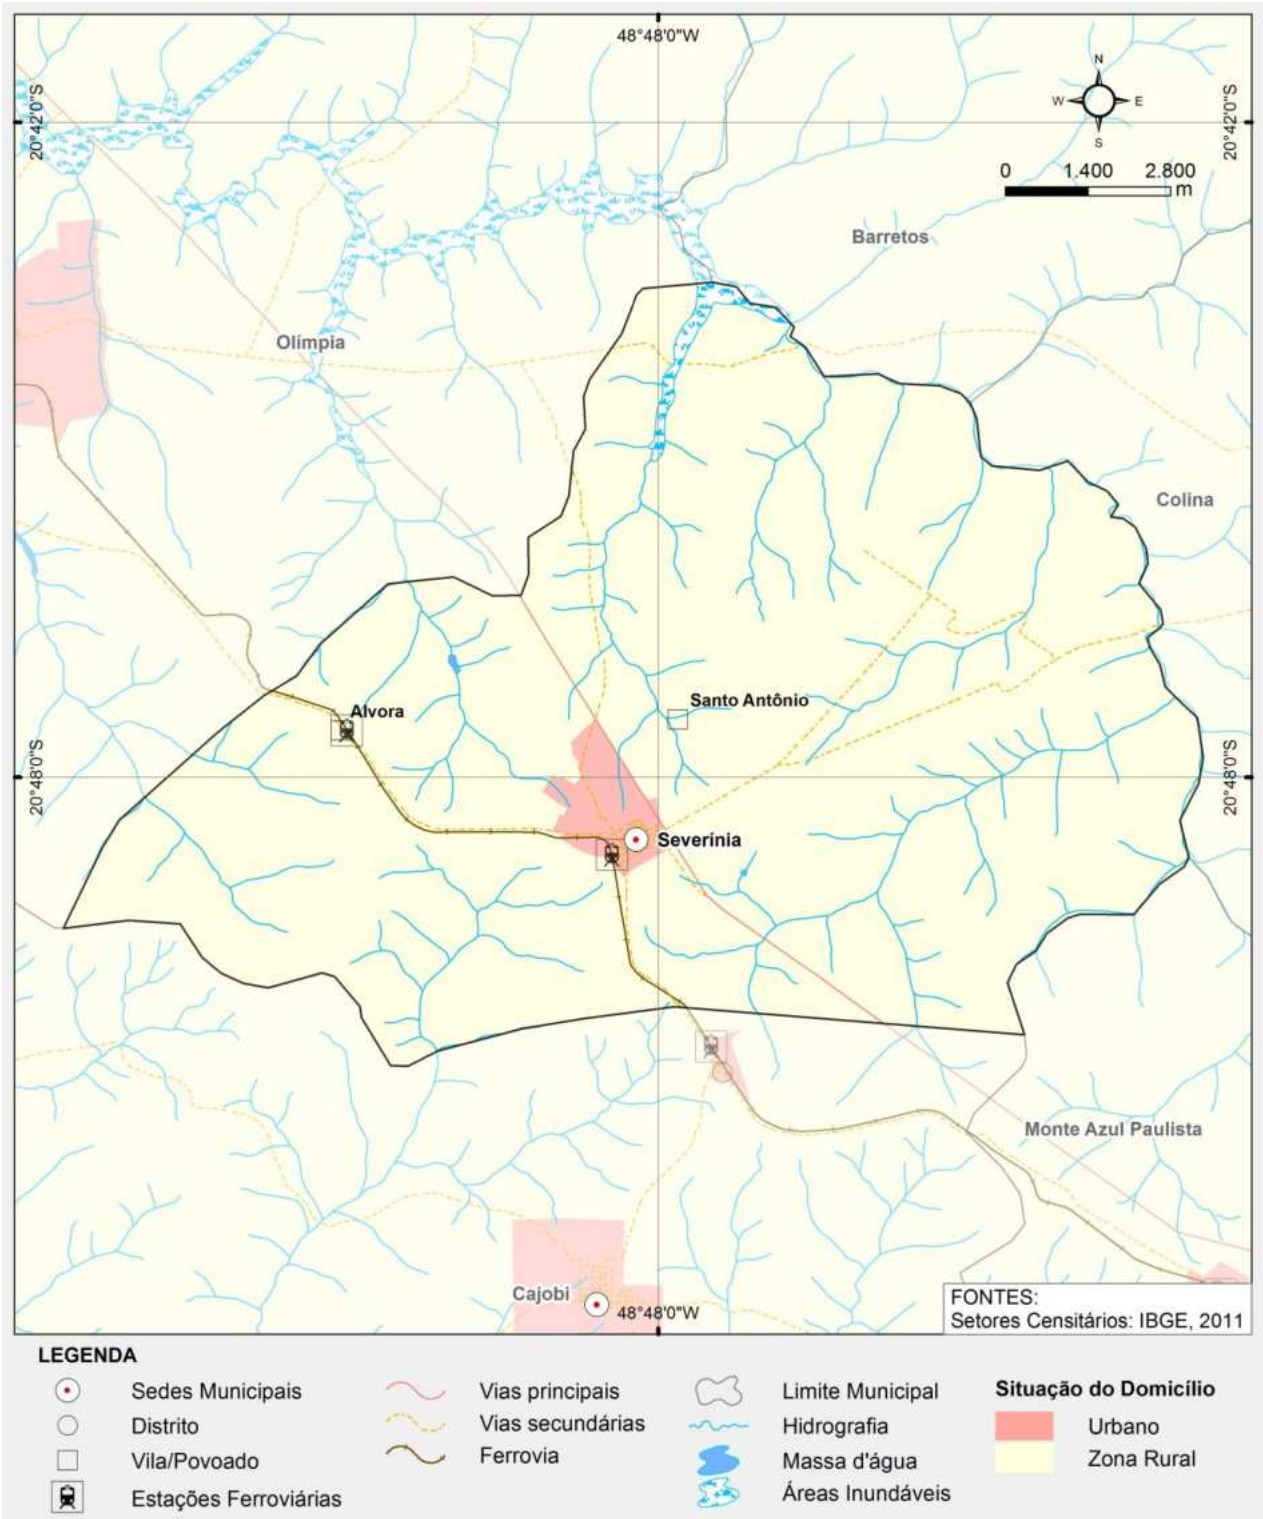 48°48'0"W
N
W E
S
20°42'0"S
20°42'0"S
0 1.400 2.800
m
Barretos
Olímpia
Colina
Santo Antônio
Alvora
20°48'0"S
20°48'0"S
Severínia
Monte Azul Paulista
Cajobi
48°48'0"W
FONTES:
Setores Censitários: IBGE, 2011
LEGENDA
Sedes Municipais
Distrito
Vila/Povoado
Estações Ferroviárias
Vias principais
Vias secundárias
Ferrovia
Limite Municipal
Hidrografia
Massa d'água
Áreas Inundáveis
Situação do Domicílio
Urbano
Zona Rural